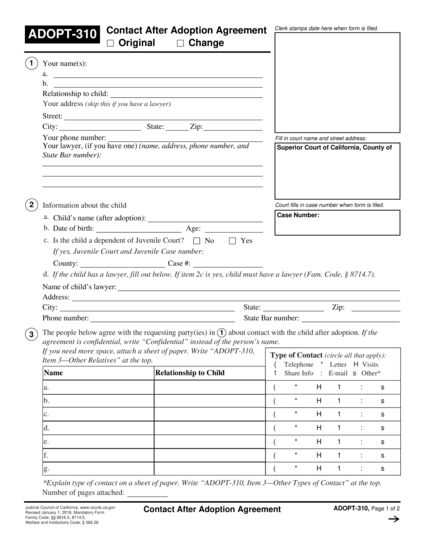 ADOPT-310
Contact After Adoption Agreement
☐ Original ☐ Change
Clerk stamps date here when form is filed.
1 Your name(s):
a.
b.
Relationship to child:
Your address (skip this if you have a lawyer)
Street:
City: State: Zip:
Your phone number:
Your lawyer, (if you have one) (name, address, phone number, and
State Bar number):
Fill in court name and street address:
Superior Court of California, County of
2 Information about the child
a. Child's name (after adoption):
b. Date of birth: Age:
c. Is the child a dependent of Juvenile Court? ☐ No ☐ Yes
If yes, Juvenile Court and Juvenile Case number:
County: Case #:
Court fills in case number when form is filed.
Case Number:
d. If the child has a lawyer, fill out below. If item 2c is yes, child must have a lawyer (Fam. Code, § 8714.7).
Name of child's lawyer:
Address:
City: State: Zip:
Phone number: State Bar number:
3 The people below agree with the requesting party(ies) in 1 about contact with the child after adoption. If the
agreement is confidential, write "Confidential" instead of the person's name.
If you need more space, attach a sheet of paper. Write "ADOPT-310,
Item 3—Other Relatives" at the top.
Type of Contact (circle all that apply):
( Telephone * Letter H Visits
1 Share Info : E-mail s Other*
Name Relationship to Child
a. ( * H 1 : s
b. ( * H 1 : s
c. ( * H 1 : s
d. ( * H 1 : s
e. ( * H 1 : s
f. ( * H 1 : s
g. ( * H 1 : s
*Explain type of contact on a sheet of paper. Write "ADOPT-310, Item 3—Other Types of Contact" at the top.
Number of pages attached:
Judicial Council of California, www.courts.ca.gov
Revised January 1, 2018, Mandatory Form
Family Code, §§ 8616.5, 8714.5;
Welfare and Institutions Code, § 366.26
Contact After Adoption Agreement
ADOPT-310, Page 1 of 2